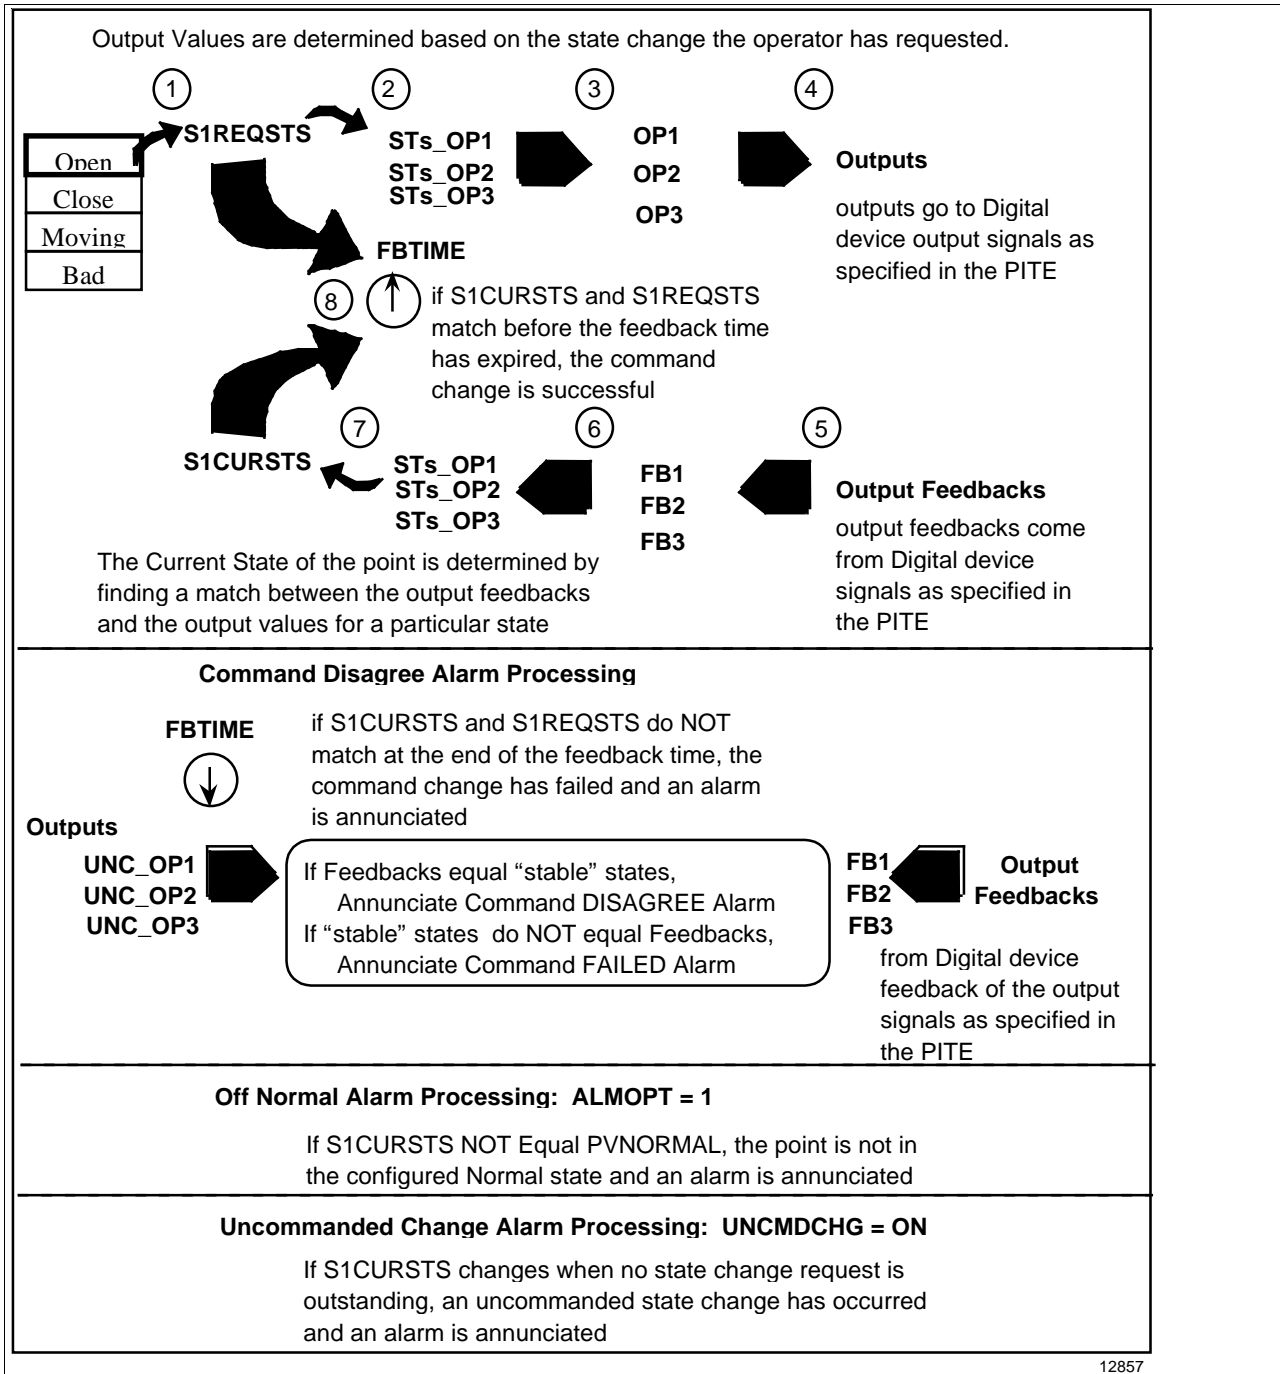 Output Values are determined based on the state change the operator has requested.
1
2
3
4
S1REQSTS
Open
Close
Moving
Bad
STs_OP1
STs_OP2
STs_OP3
OP1
OP2
OP3
Outputs
outputs go to Digital
device output signals as
specified in the PITE
FBTIME
8
if S1CURSTS and S1REQSTS
match before the feedback time
has expired, the command
change is successful
7
6
5
S1CURSTS
STs_OP1
STs_OP2
STs_OP3
FB1
FB2
FB3
Output Feedbacks
output feedbacks come
from Digital device
signals as specified in
the PITE
The Current State of the point is determined by
finding a match between the output feedbacks
and the output values for a particular state
Command Disagree Alarm Processing
FBTIME
if S1CURSTS and S1REQSTS do NOT
match at the end of the feedback time, the
command change has failed and an alarm
is annunciated
Outputs
UNC_OP1
UNC_OP2
UNC_OP3
If Feedbacks equal “stable” states,
Annunciate Command DISAGREE Alarm
If “stable” states do NOT equal Feedbacks,
Annunciate Command FAILED Alarm
FB1
FB2
FB3
Output
Feedbacks
from Digital device
feedback of the output
signals as specified in
the PITE
Off Normal Alarm Processing: ALMOPT = 1
If S1CURSTS NOT Equal PVNORMAL, the point is not in
the configured Normal state and an alarm is annunciated
Uncommanded Change Alarm Processing: UNCMDCHG = ON
If S1CURSTS changes when no state change request is
outstanding, an uncommanded state change has occurred
and an alarm is annunciated
12857